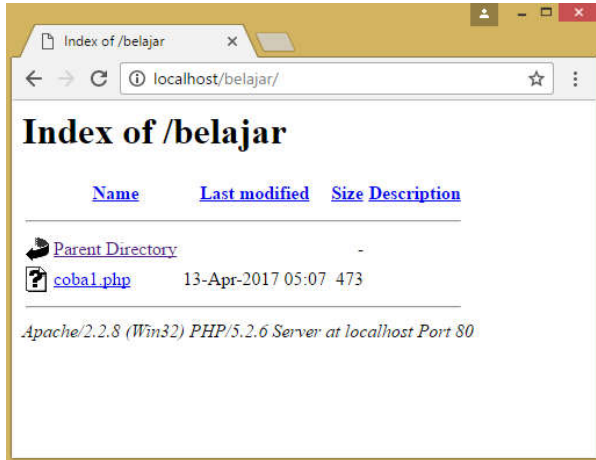 Index of /belajar
localhost/belajar/
Index of /belajar
Name Last modified Size Description
Parent Directory -
coba1.php 13-Apr-2017 05:07 473
Apache/2.2.8 (Win32) PHP/5.2.6 Server at localhost Port 80